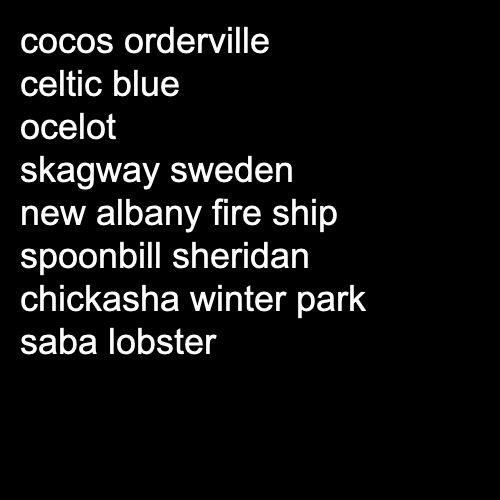 cocos orderville
celtic blue
ocelot
skagway sweden
new albany fire ship
spoonbill sheridan
chickasha winter park
saba lobster